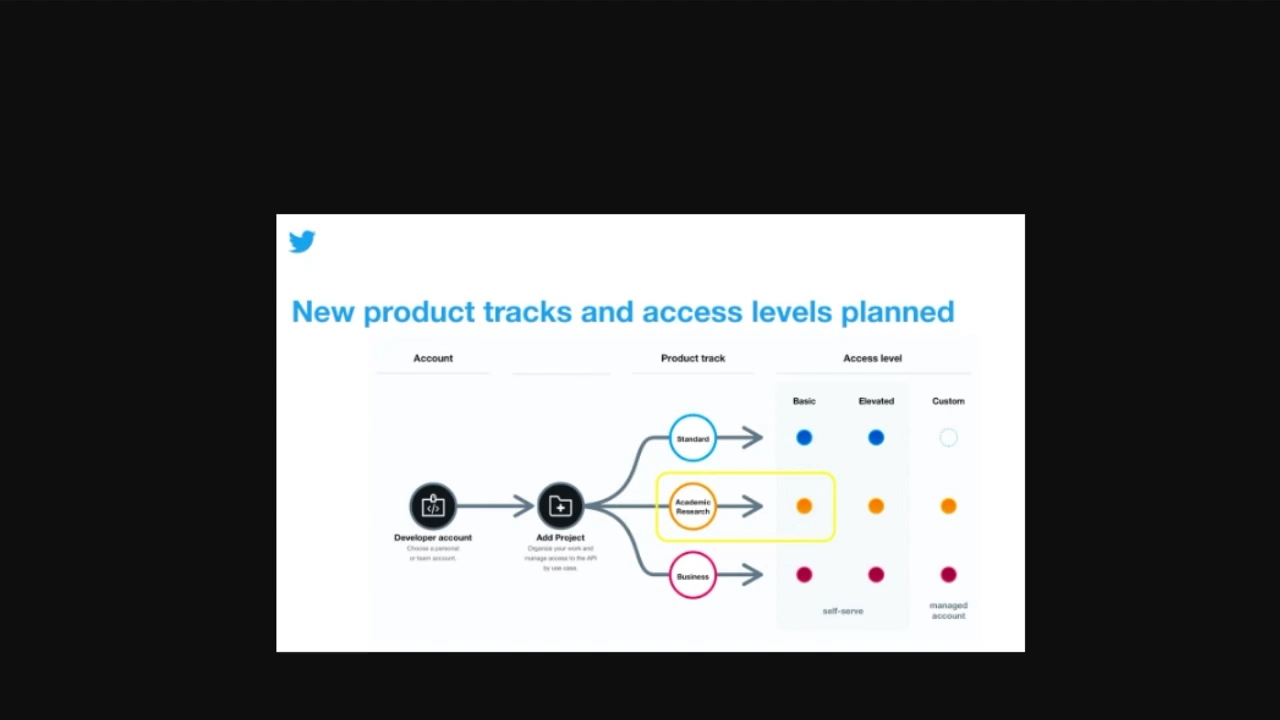 New product tracks and access levels planned
Account
Product track
Access level
Basic
Elevated
Custom
Standard
Academic
Research
Business
Developer account
Choose a personal
or team account.
Add Project
Organize your work and
manage access to the API
by use case.
self-serve
managed
account